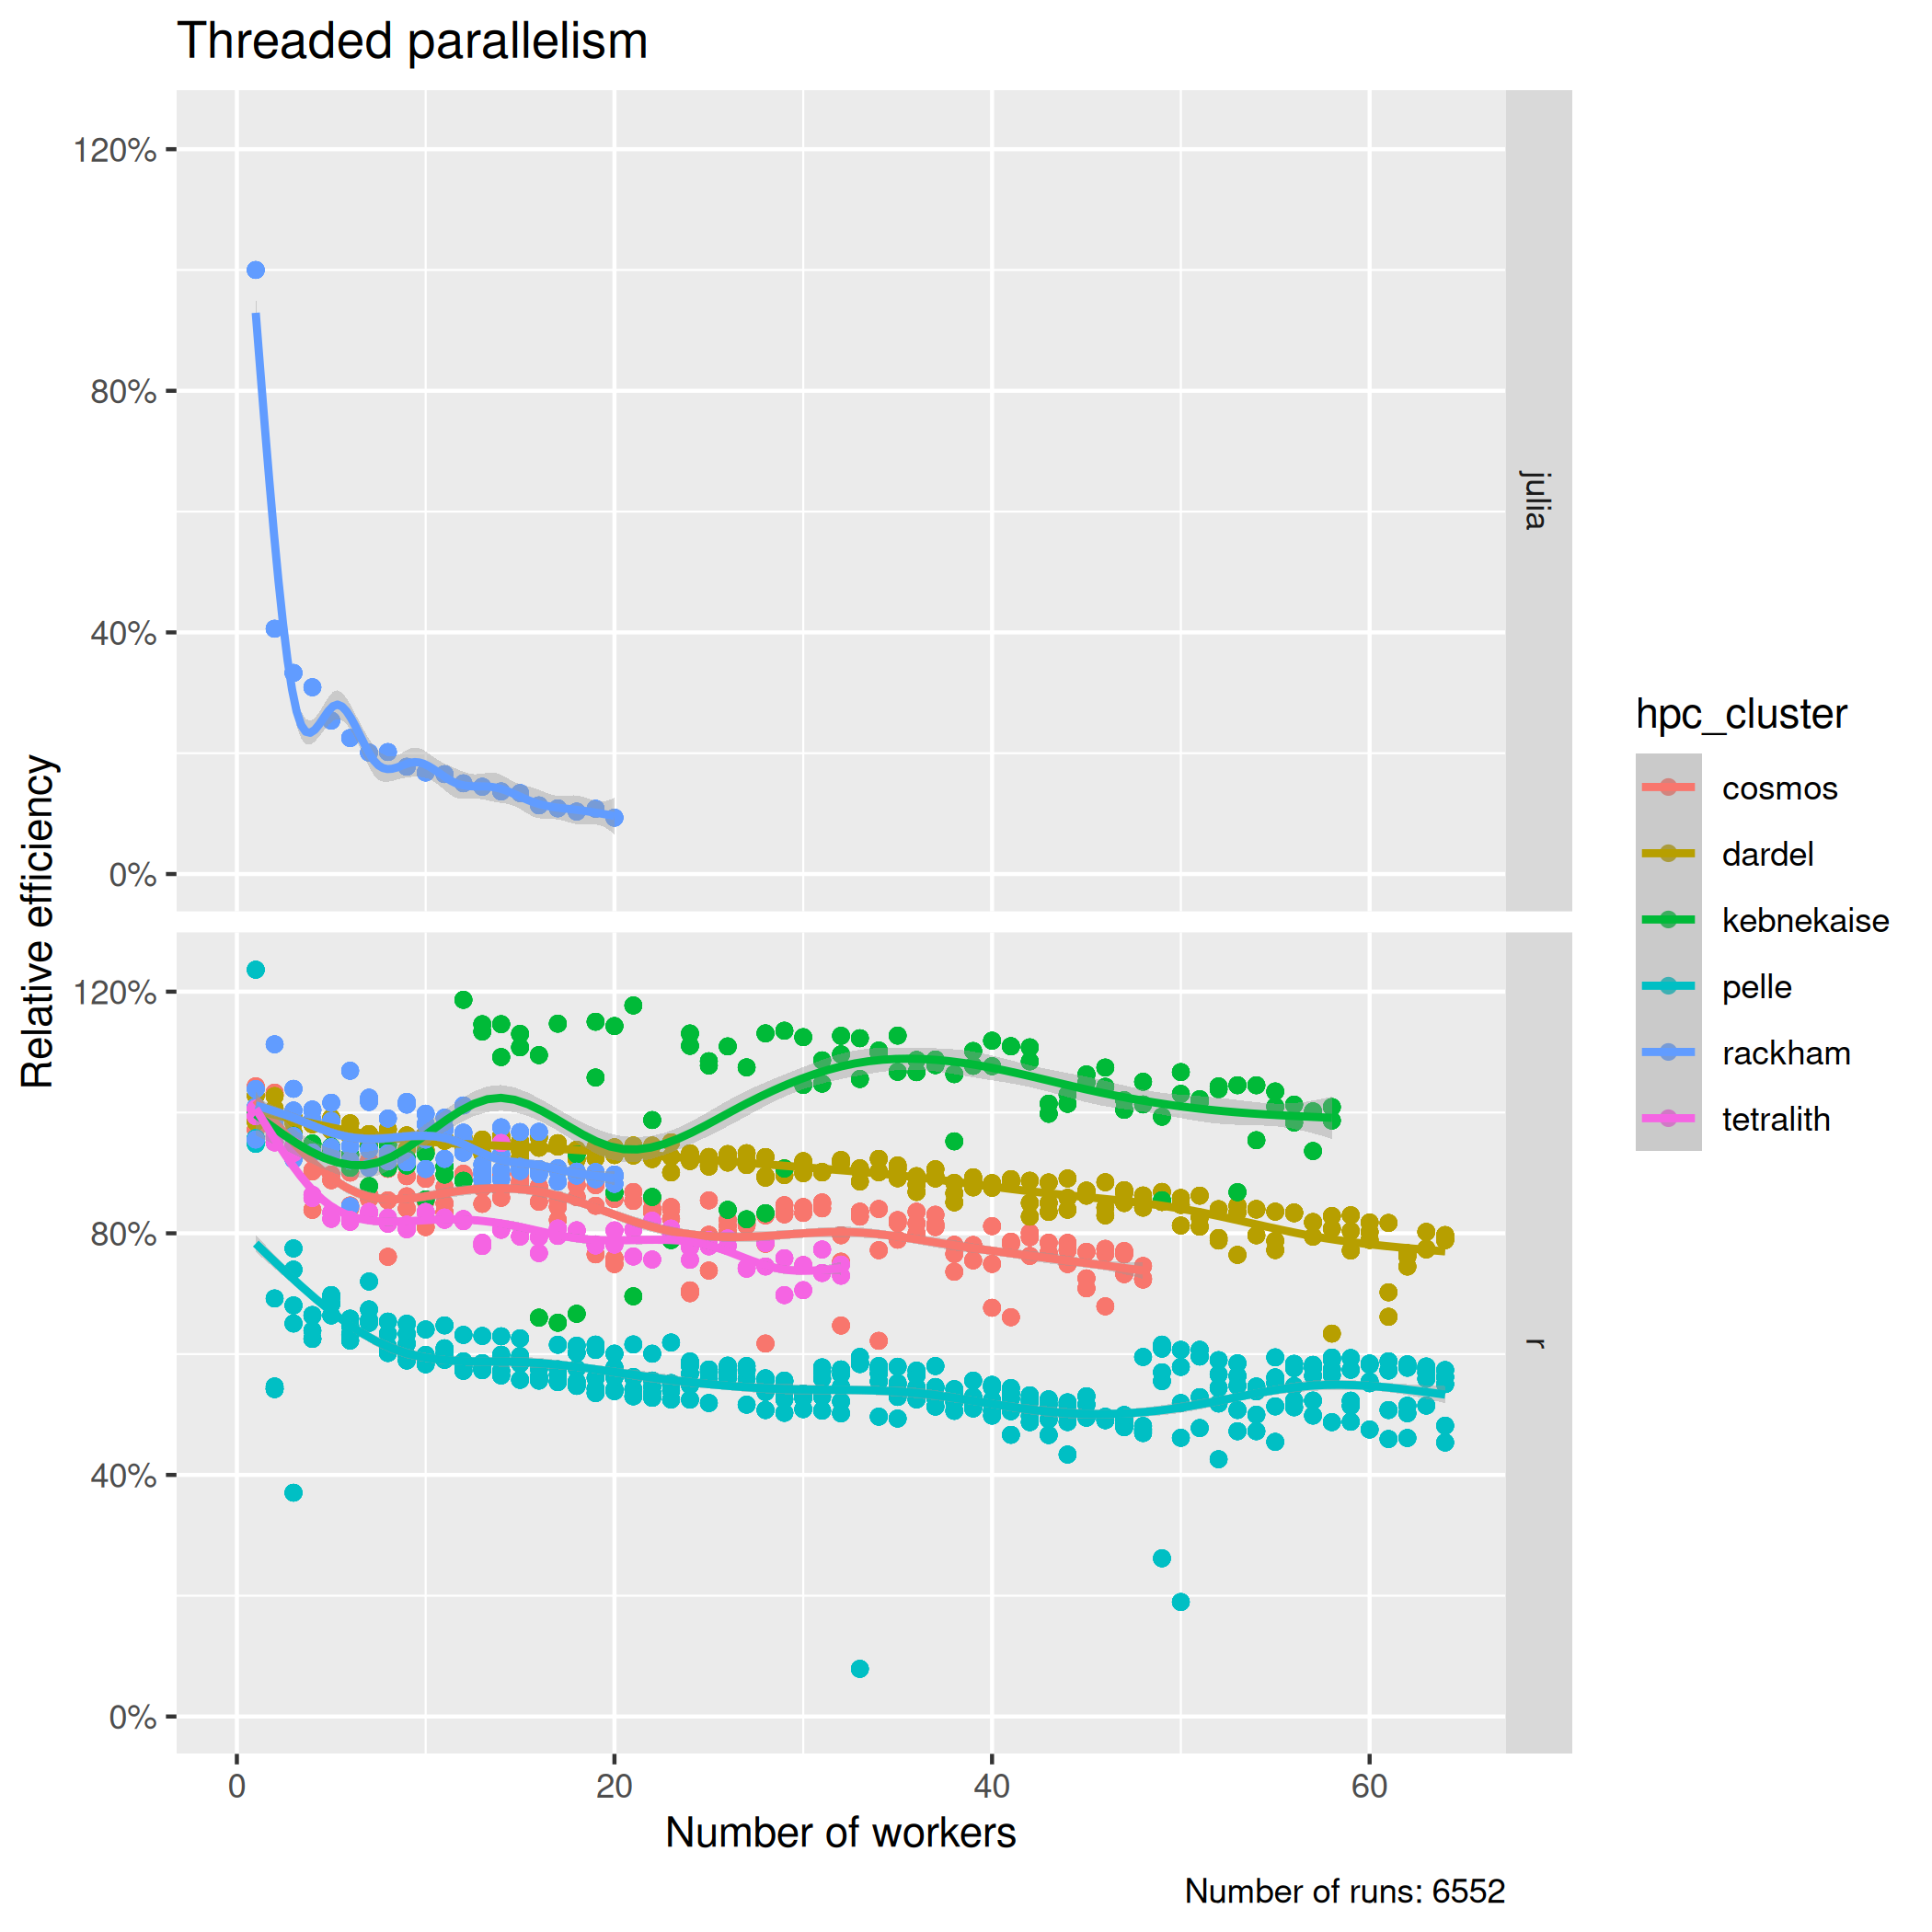 Threaded parallelism
Relative efficiency
120%
80%
40%
0%
julia
120%
80%
40%
0%
r
0
20
40
60
Number of workers
hpc_cluster
cosmos
dardel
kebnekaise
pelle
rackham
tetralith
Number of runs: 6552